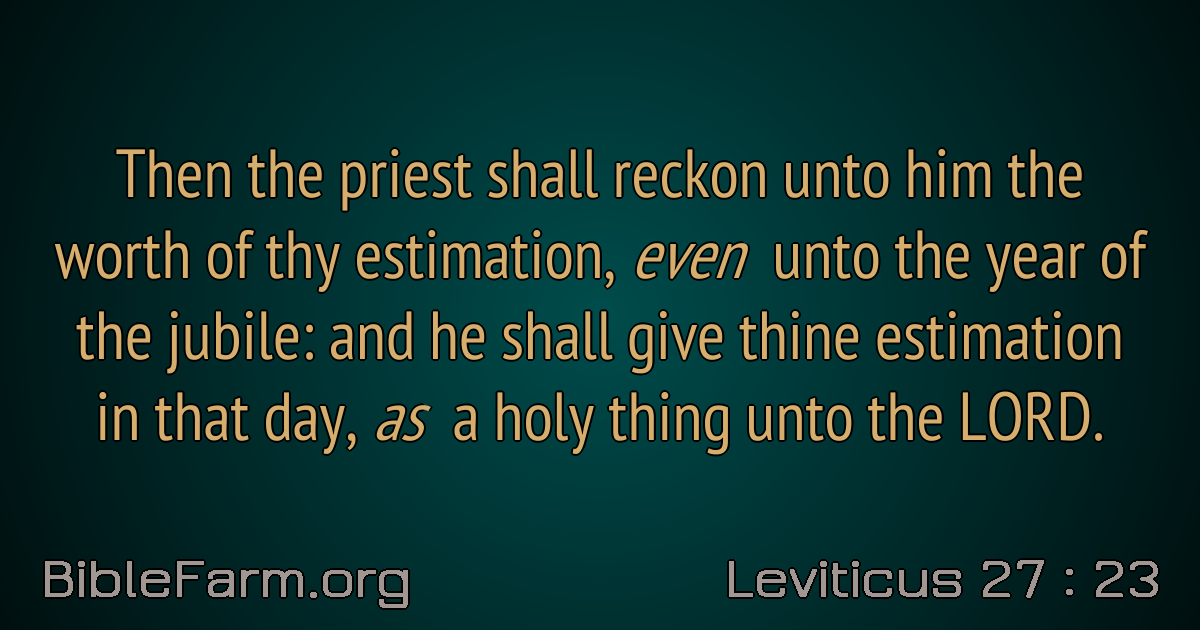 Then the priest shall reckon unto him the
worth of thy estimation, even unto the year of
the jubile: and he shall give thine estimation
in that day, as a holy thing unto the LORD.
BibleFarm.org
Leviticus 27 : 23